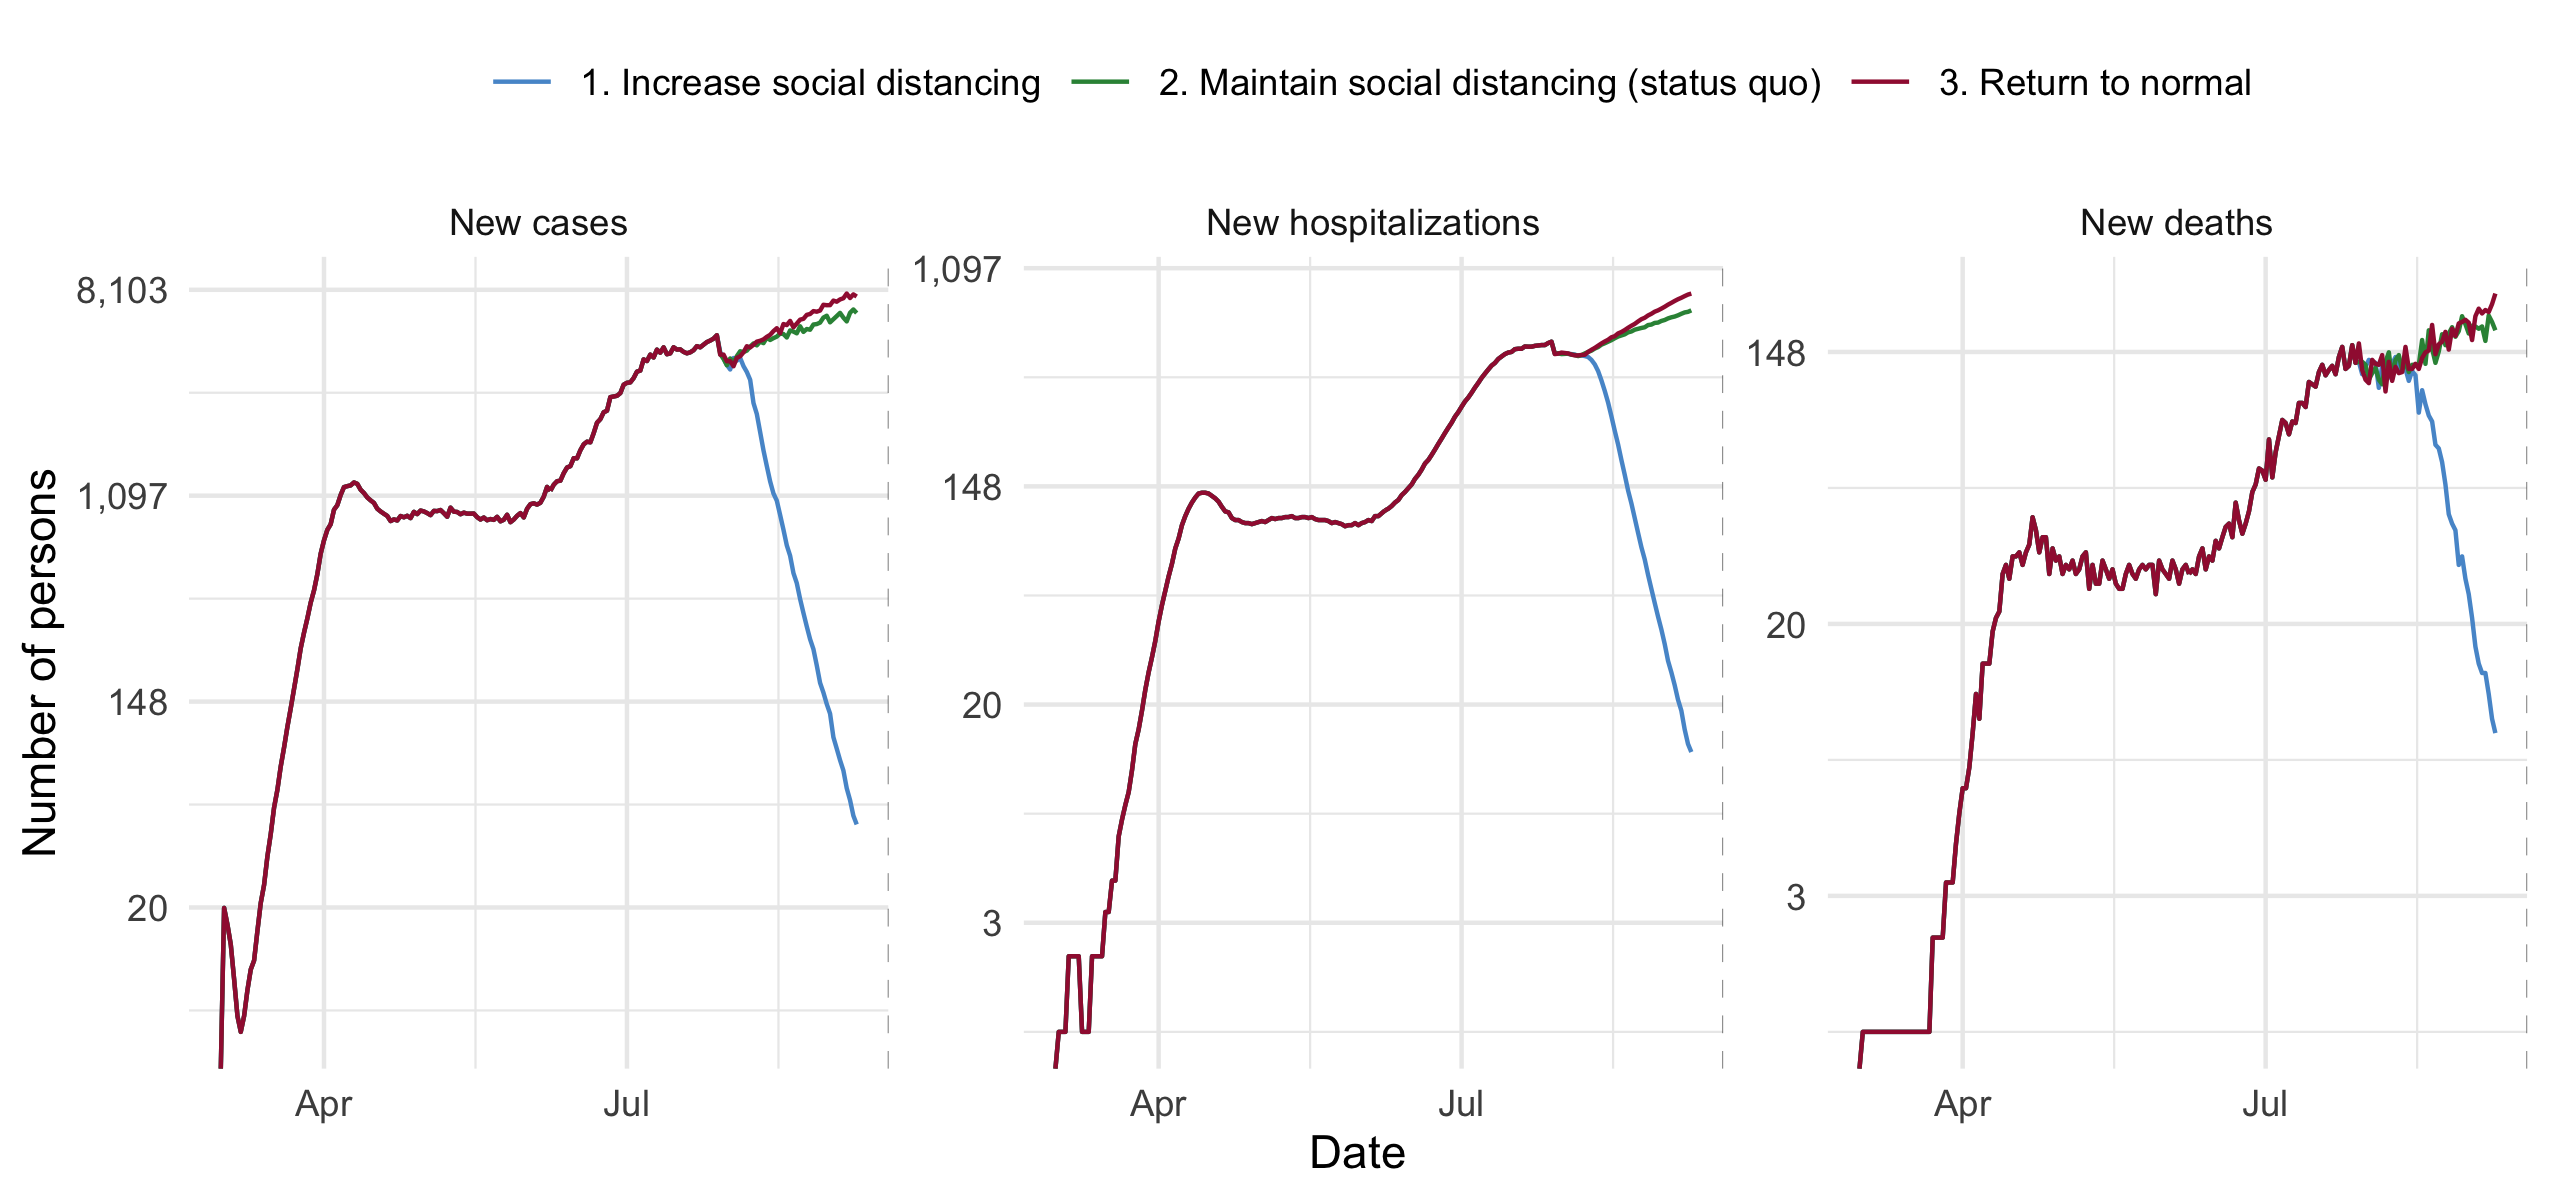 1. Increase social distancing 2. Maintain social distancing (status quo) 3. Return to normal
New cases
New hospitalizations
New deaths
Number of persons
8,103
1,097
148
20
Apr
Jul
1,097
148
20
3
Apr
Jul
148
20
3
Apr
Jul
Date